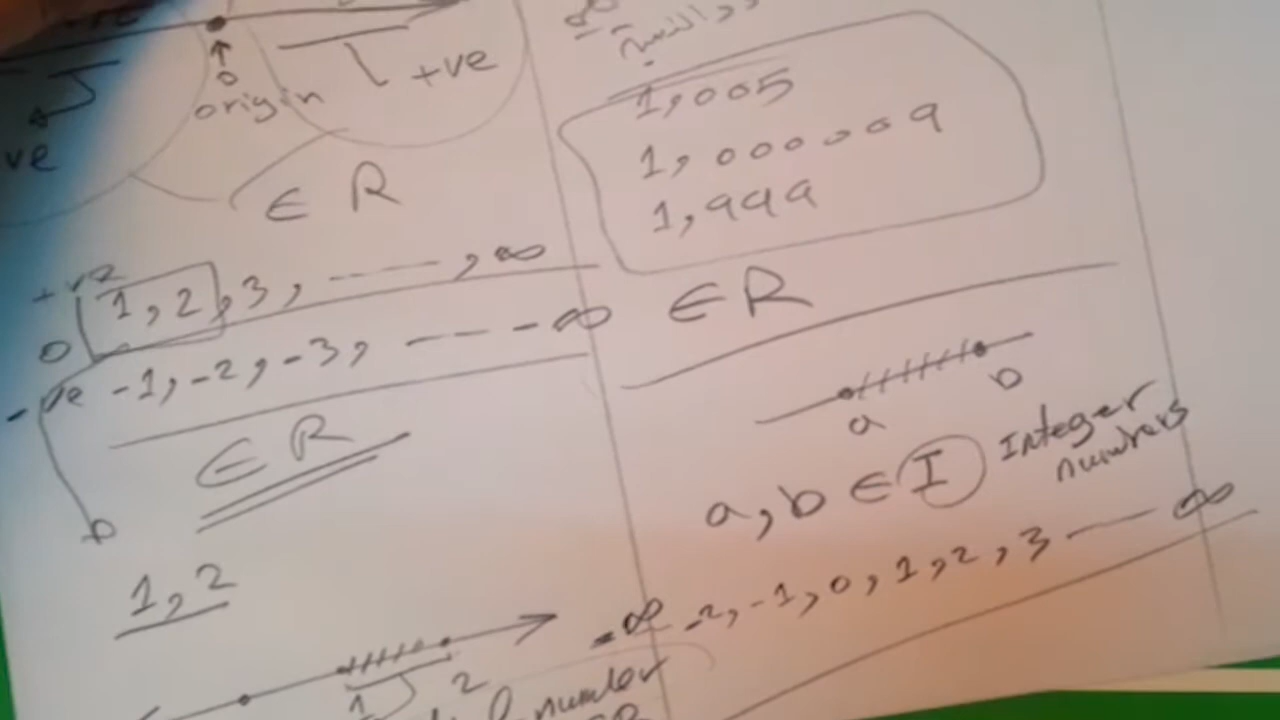 +ve
0
origin
ve
∈ R
+ve
1, 2, 3, ------, ∞
0
-ve -1, -2, -3, ----- - ∞
∈ R
1, 2
1 2
number
1,005
1,000009
1,999
∈ R
a b
a, b ∈ I Integer
numbers
-∞ -2, -1, 0, 1, 2, 3 —— ∞